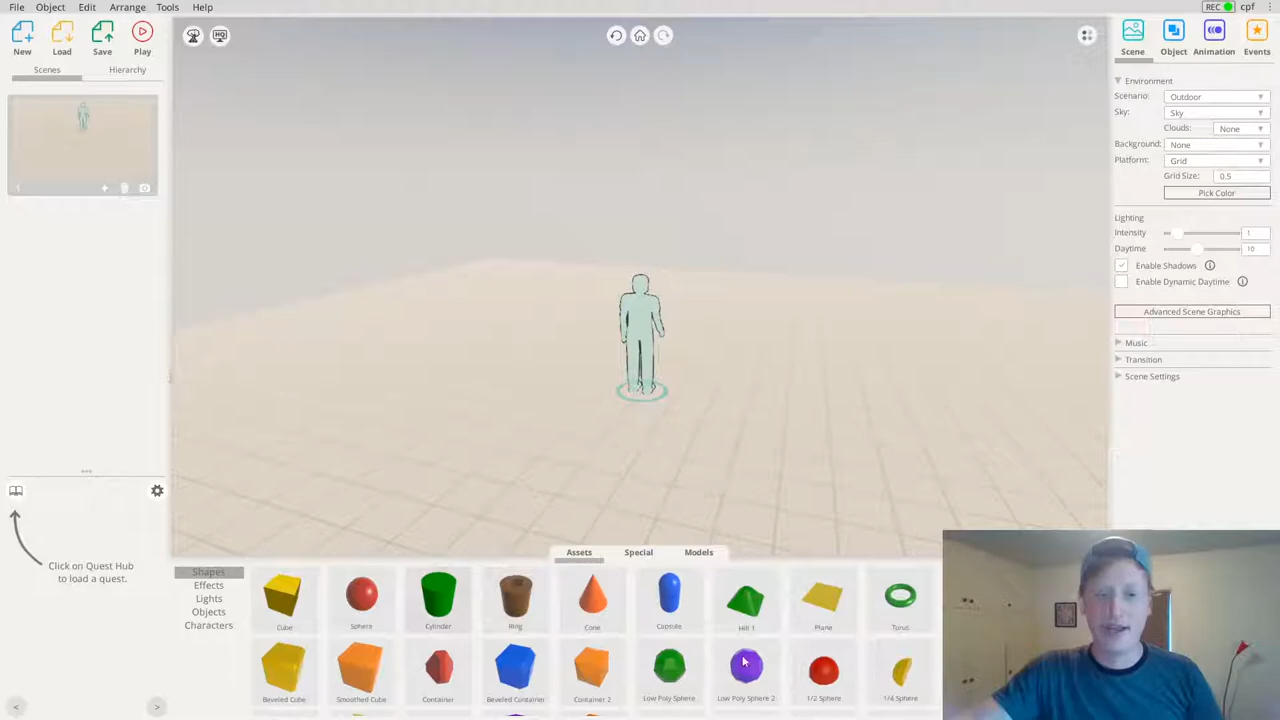 File Object Edit Arrange Tools Help
REC cpf
New Load Save Play
Scene Object Animation Events
Scenes Hierarchy
Environment
Scenario: Outdoor
Sky: Sky
Clouds: None
Background: None
Platform: Grid
Grid Size: 0.5
Pick Color
Lighting
Intensity 1
Daytime 10
Enable Shadows
Enable Dynamic Daytime
Advanced Scene Graphics
Music
Transition
Scene Settings
HQ
Click on Quest Hub
to load a quest.
Assets Special Models
Shapes
Effects
Lights
Objects
Characters
Cube Sphere Cylinder Ring Cone Capsule Hill 1 Plane Torus
Beveled Cube Smoothed Cube Container Beveled Container Container 2 Low Poly Sphere Low Poly Sphere 2 1/2 Sphere 1/4 Sphere